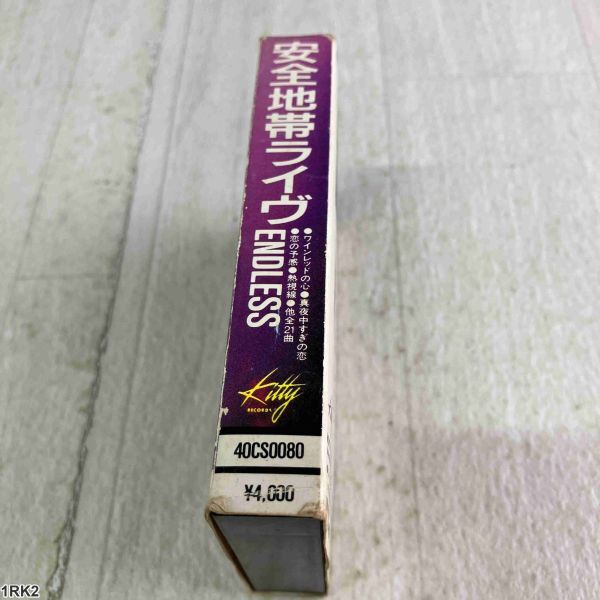 安全地帯ライヴ ENDLESS
●ワインレッドの心●真夜中すぎの恋
●恋の予感●熱視線●他全21曲
Kitty
RECORDS
40CS0080
¥4,000
1RK2